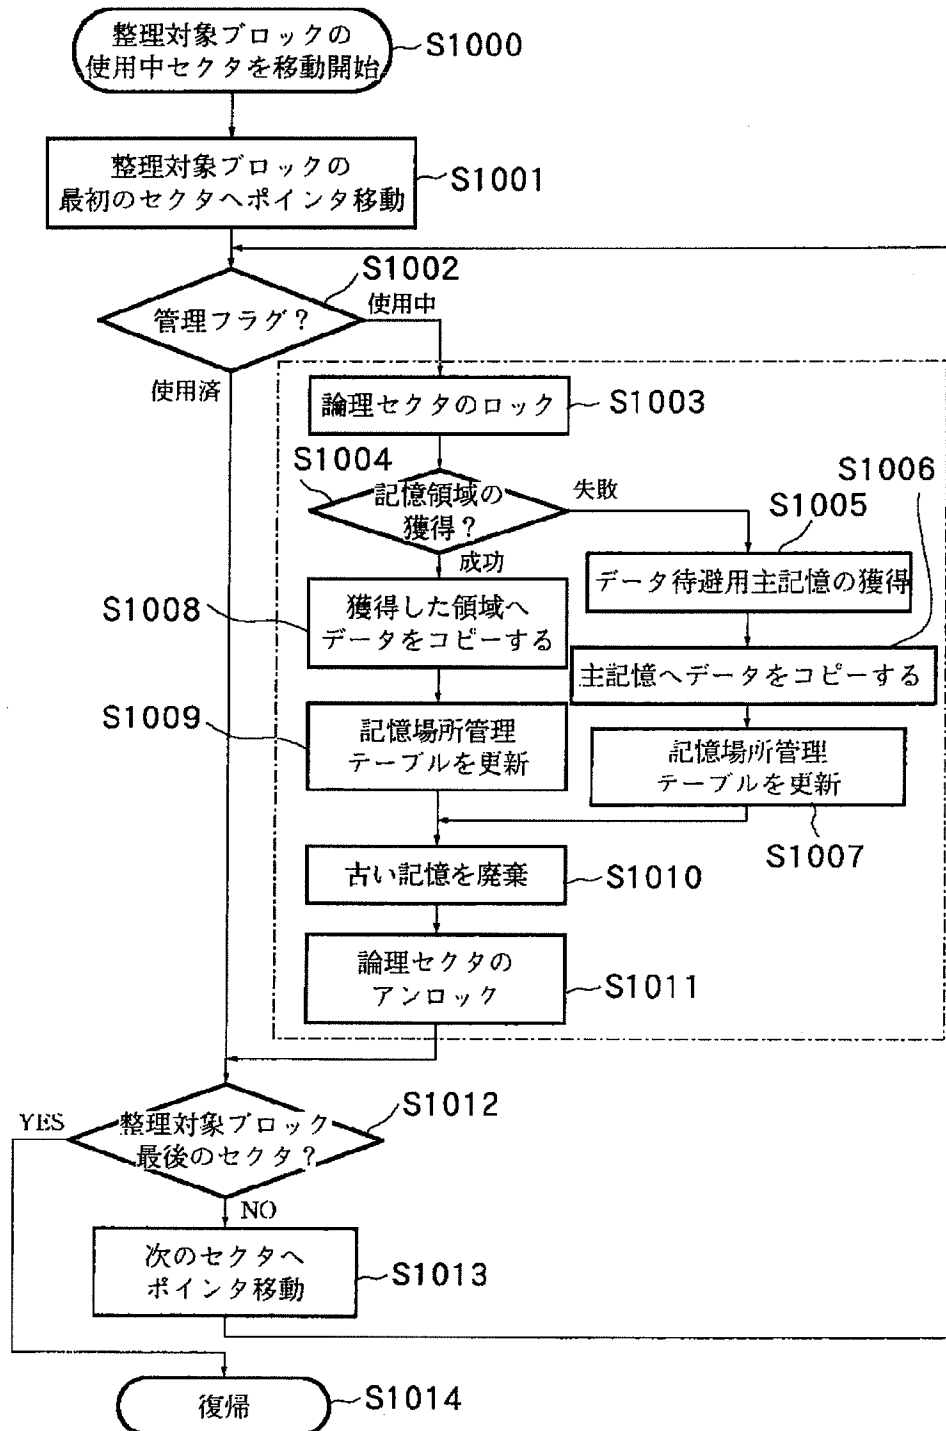 整理対象ブロックの
使用中セクタを移動開始
S1000
整理対象ブロックの
最初のセクタへポインタ移動
S1001
S1002
管理フラグ？
使用中
使用済
論理セクタのロック
S1003
S1004
記憶領域の
獲得？
失敗
成功
S1005
S1006
データ待避用主記憶の獲得
S1008
獲得した領域へ
データをコピーする
主記憶へデータをコピーする
S1009
記憶場所管理
テーブルを更新
記憶場所管理
テーブルを更新
S1007
古い記憶を廃棄
S1010
論理セクタの
アンロック
S1011
YES
整理対象ブロック
最後のセクタ？
S1012
NO
次のセクタへ
ポインタ移動
S1013
復帰
S1014